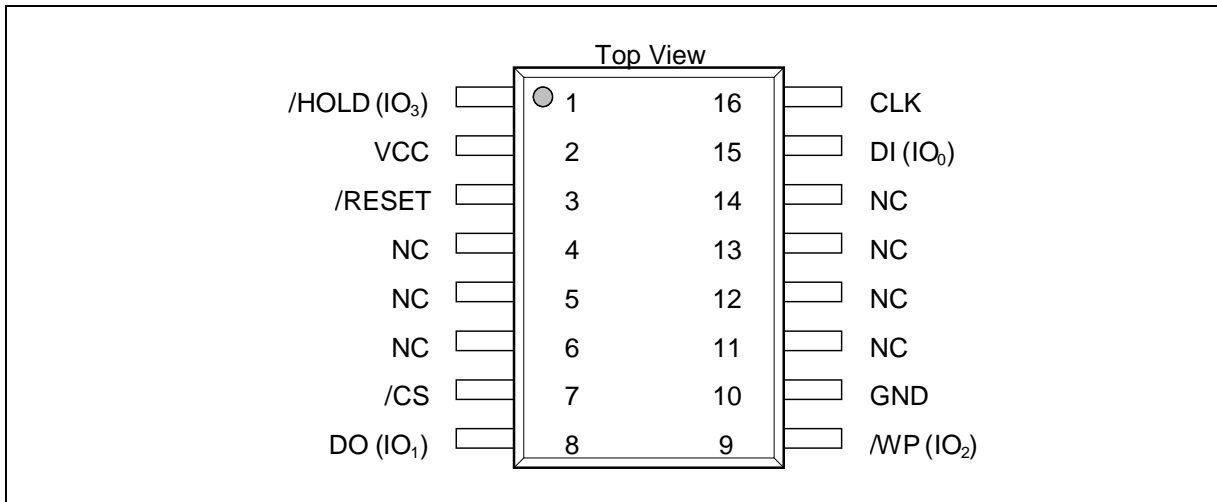 Top View
/HOLD (IO₃) 1 16 CLK
VCC 2 15 DI (IO₀)
/RESET 3 14 NC
NC 4 13 NC
NC 5 12 NC
NC 6 11 NC
/CS 7 10 GND
DO (IO₁) 8 9 /WP (IO₂)